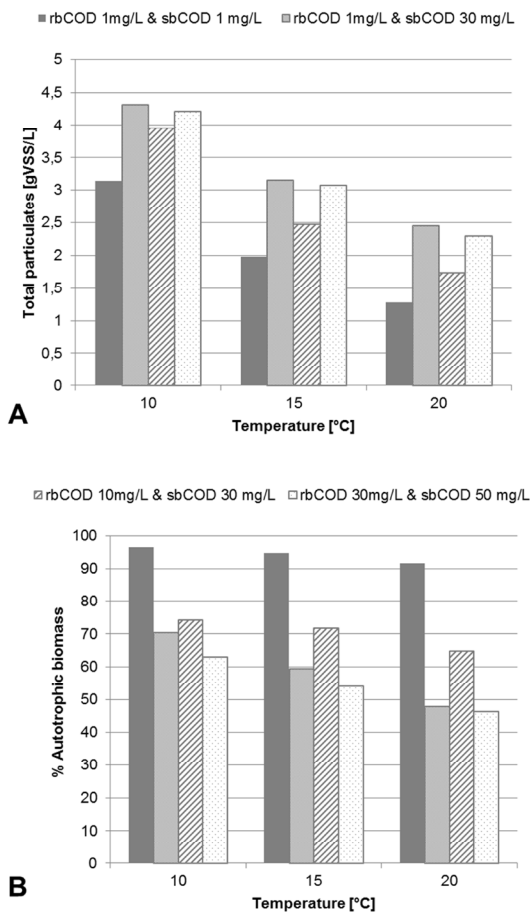 rbCOD 1mg/L & sbCOD 1 mg/L rbCOD 1mg/L & sbCOD 30 mg/L
Total particulates [gVSS/L]
5
4,5
4
3,5
3
2,5
2
1,5
1
0,5
0
10 15 20
Temperature [°C]
A
rbCOD 10mg/L & sbCOD 30 mg/L rbCOD 30mg/L & sbCOD 50 mg/L
% Autotrophic biomass
100
90
80
70
60
50
40
30
20
10
0
10 15 20
Temperature [°C]
B